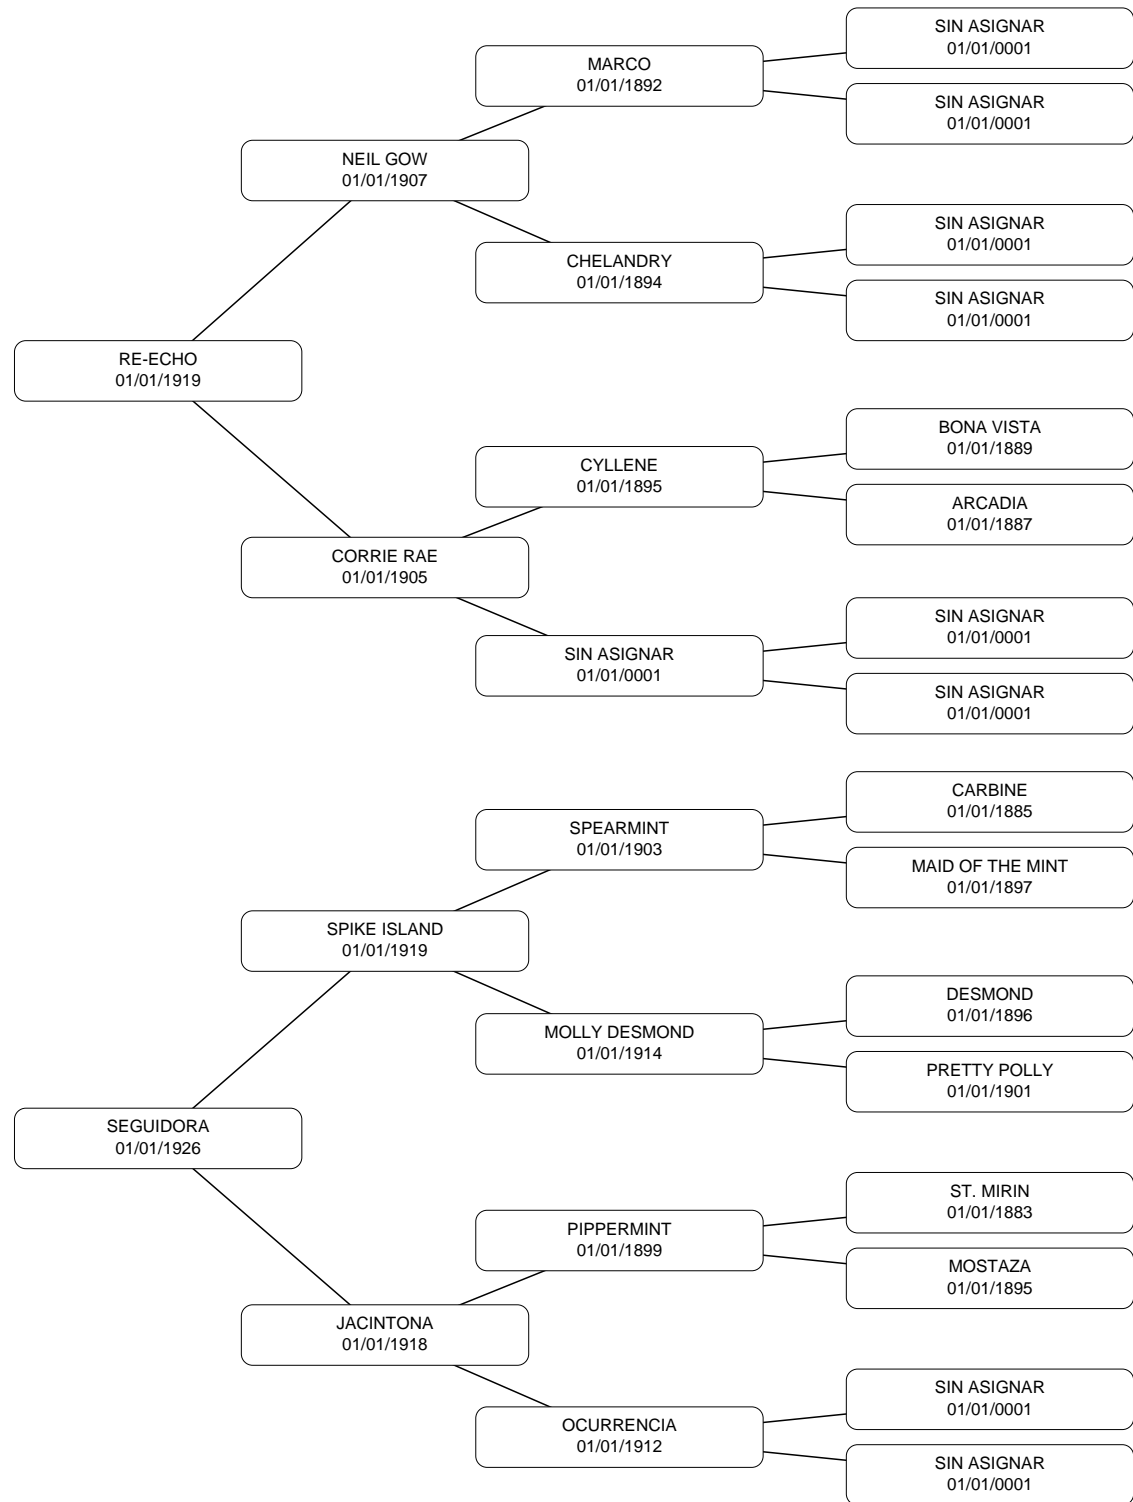 SIN ASIGNAR
01/01/0001
MARCO
01/01/1892
SIN ASIGNAR
01/01/0001
NEIL GOW
01/01/1907
SIN ASIGNAR
01/01/0001
CHELANDRY
01/01/1894
SIN ASIGNAR
01/01/0001
RE-ECHO
01/01/1919
BONA VISTA
01/01/1889
CYLLENE
01/01/1895
ARCADIA
01/01/1887
CORRIE RAE
01/01/1905
SIN ASIGNAR
01/01/0001
SIN ASIGNAR
01/01/0001
SIN ASIGNAR
01/01/0001
CARBINE
01/01/1885
SPEARMINT
01/01/1903
MAID OF THE MINT
01/01/1897
SPIKE ISLAND
01/01/1919
DESMOND
01/01/1896
MOLLY DESMOND
01/01/1914
PRETTY POLLY
01/01/1901
SEGUIDORA
01/01/1926
ST. MIRIN
01/01/1883
PIPPERMINT
01/01/1899
MOSTAZA
01/01/1895
JACINTONA
01/01/1918
SIN ASIGNAR
01/01/0001
OCURRENCIA
01/01/1912
SIN ASIGNAR
01/01/0001